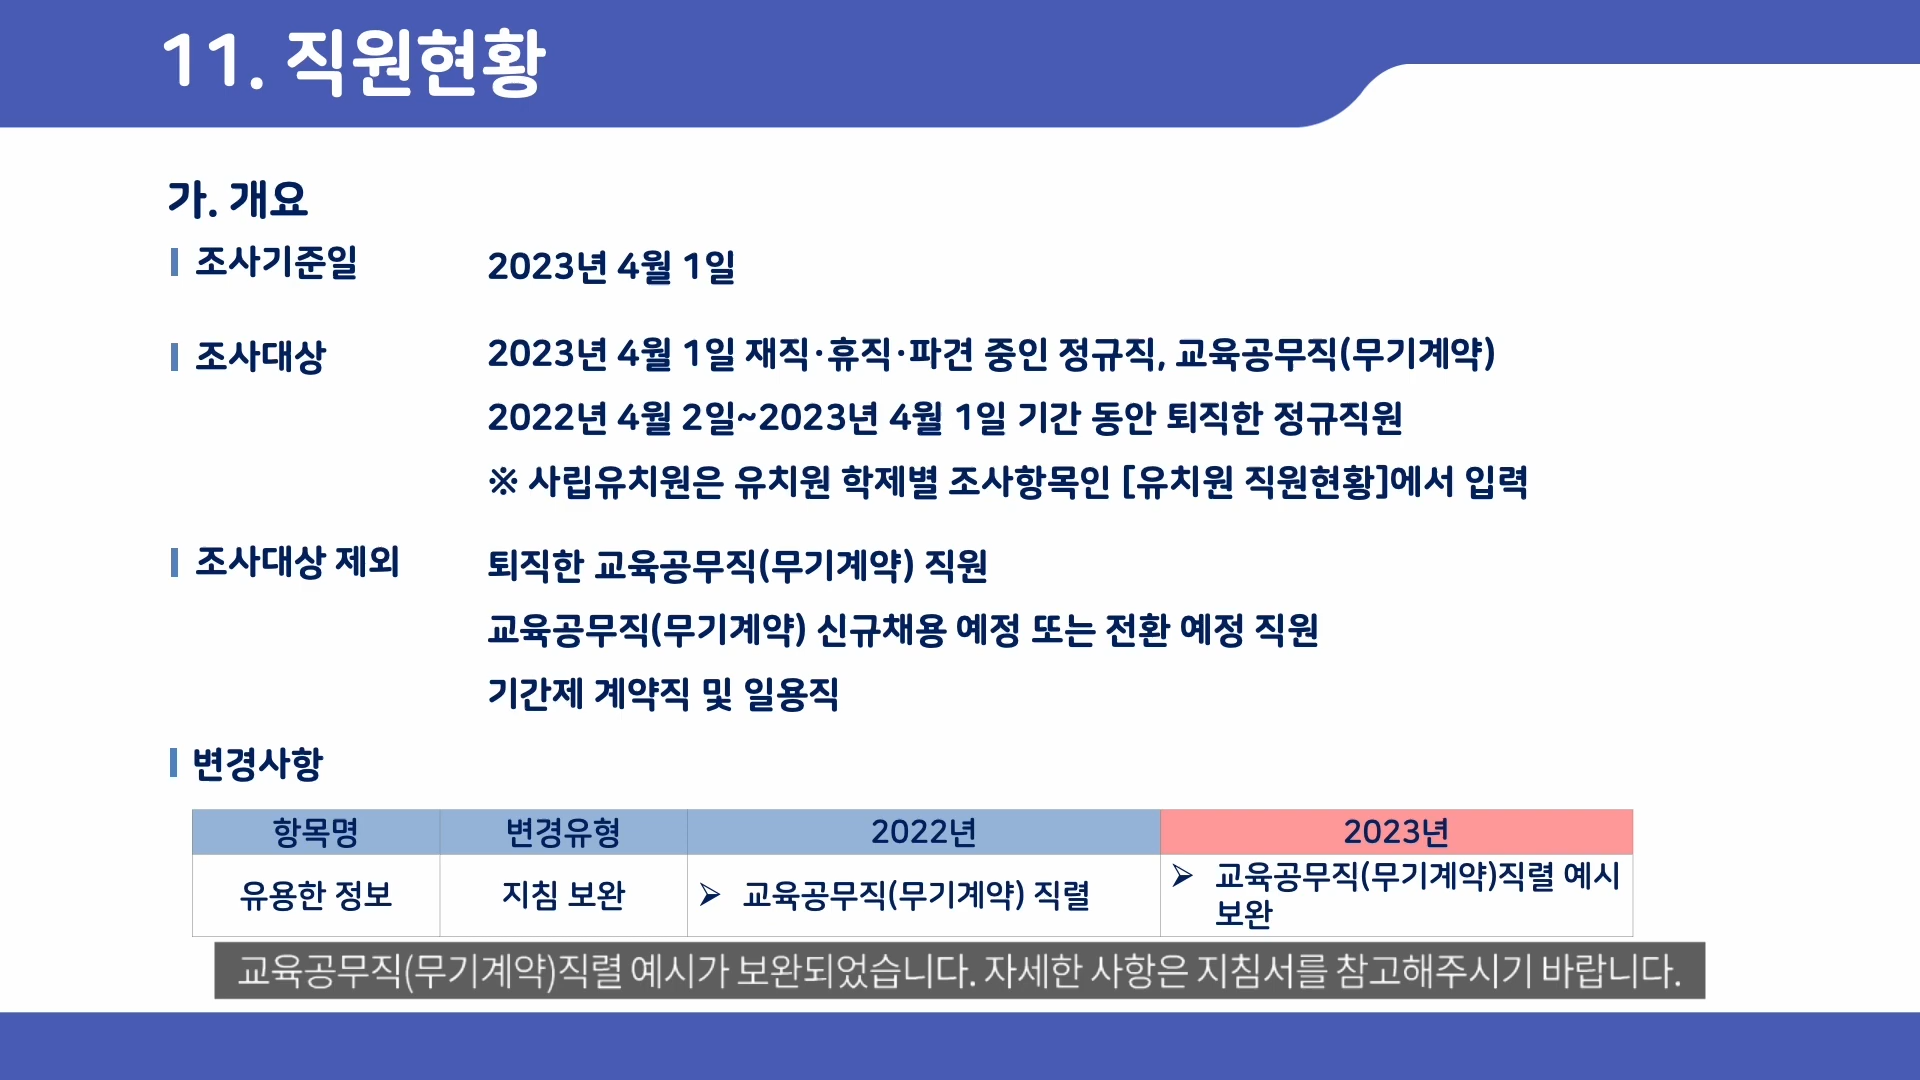 11. 직원현황
가. 개요
조사기준일 2023년 4월 1일
조사대상 2023년 4월 1일 재직·휴직·파견 중인 정규직, 교육공무직(무기계약)
2022년 4월 2일~2023년 4월 1일 기간 동안 퇴직한 정규직원
※ 사립유치원은 유치원 학제별 조사항목인 [유치원 직원현황]에서 입력
조사대상 제외 퇴직한 교육공무직(무기계약) 직원
교육공무직(무기계약) 신규채용 예정 또는 전환 예정 직원
기간제 계약직 및 일용직
변경사항
항목명 변경유형 2022년 2023년
유용한 정보 지침 보완 ➢ 교육공무직(무기계약) 직렬 ➢ 교육공무직(무기계약)직렬 예시
보완
교육공무직(무기계약)직렬 예시가 보완되었습니다. 자세한 사항은 지침서를 참고해주시기 바랍니다.